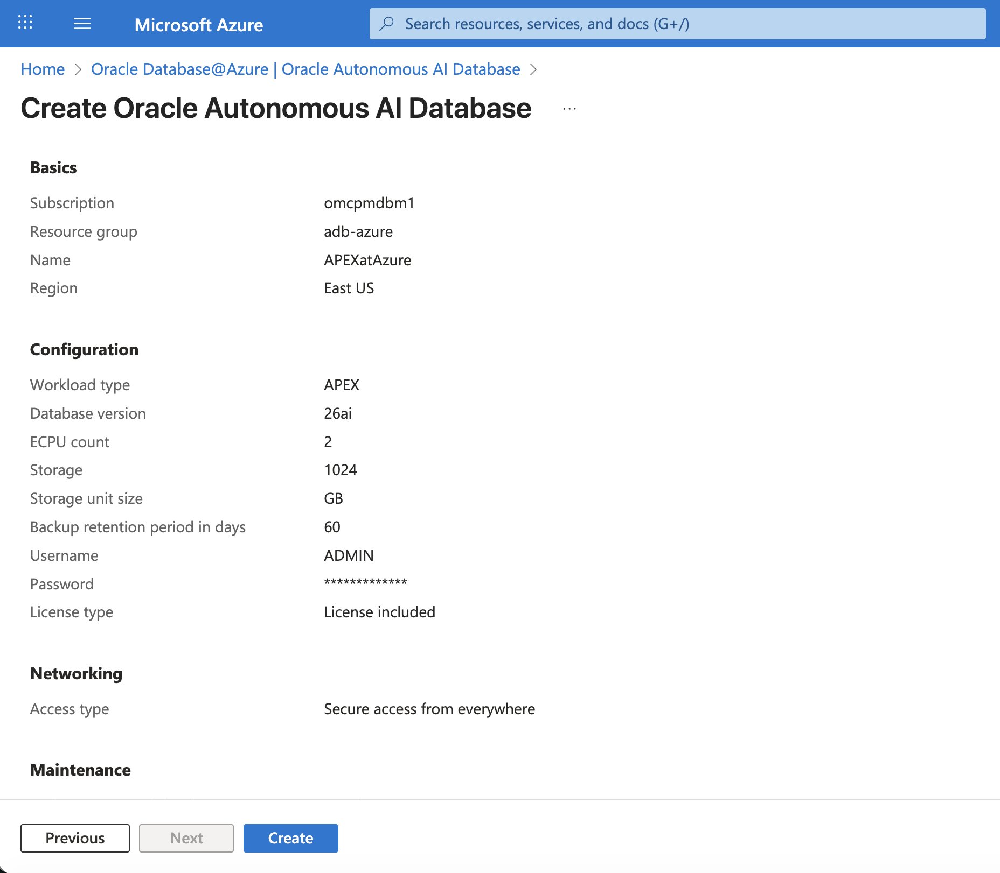 Microsoft Azure
Search resources, services, and docs (G+/)
Home > Oracle Database@Azure | Oracle Autonomous AI Database >
Create Oracle Autonomous AI Database ...
Basics
Subscription omcpmdbm1
Resource group adb-azure
Name APEXatAzure
Region East US
Configuration
Workload type APEX
Database version 26ai
ECPU count 2
Storage 1024
Storage unit size GB
Backup retention period in days 60
Username ADMIN
Password *************
License type License included
Networking
Access type Secure access from everywhere
Maintenance
Previous Next Create